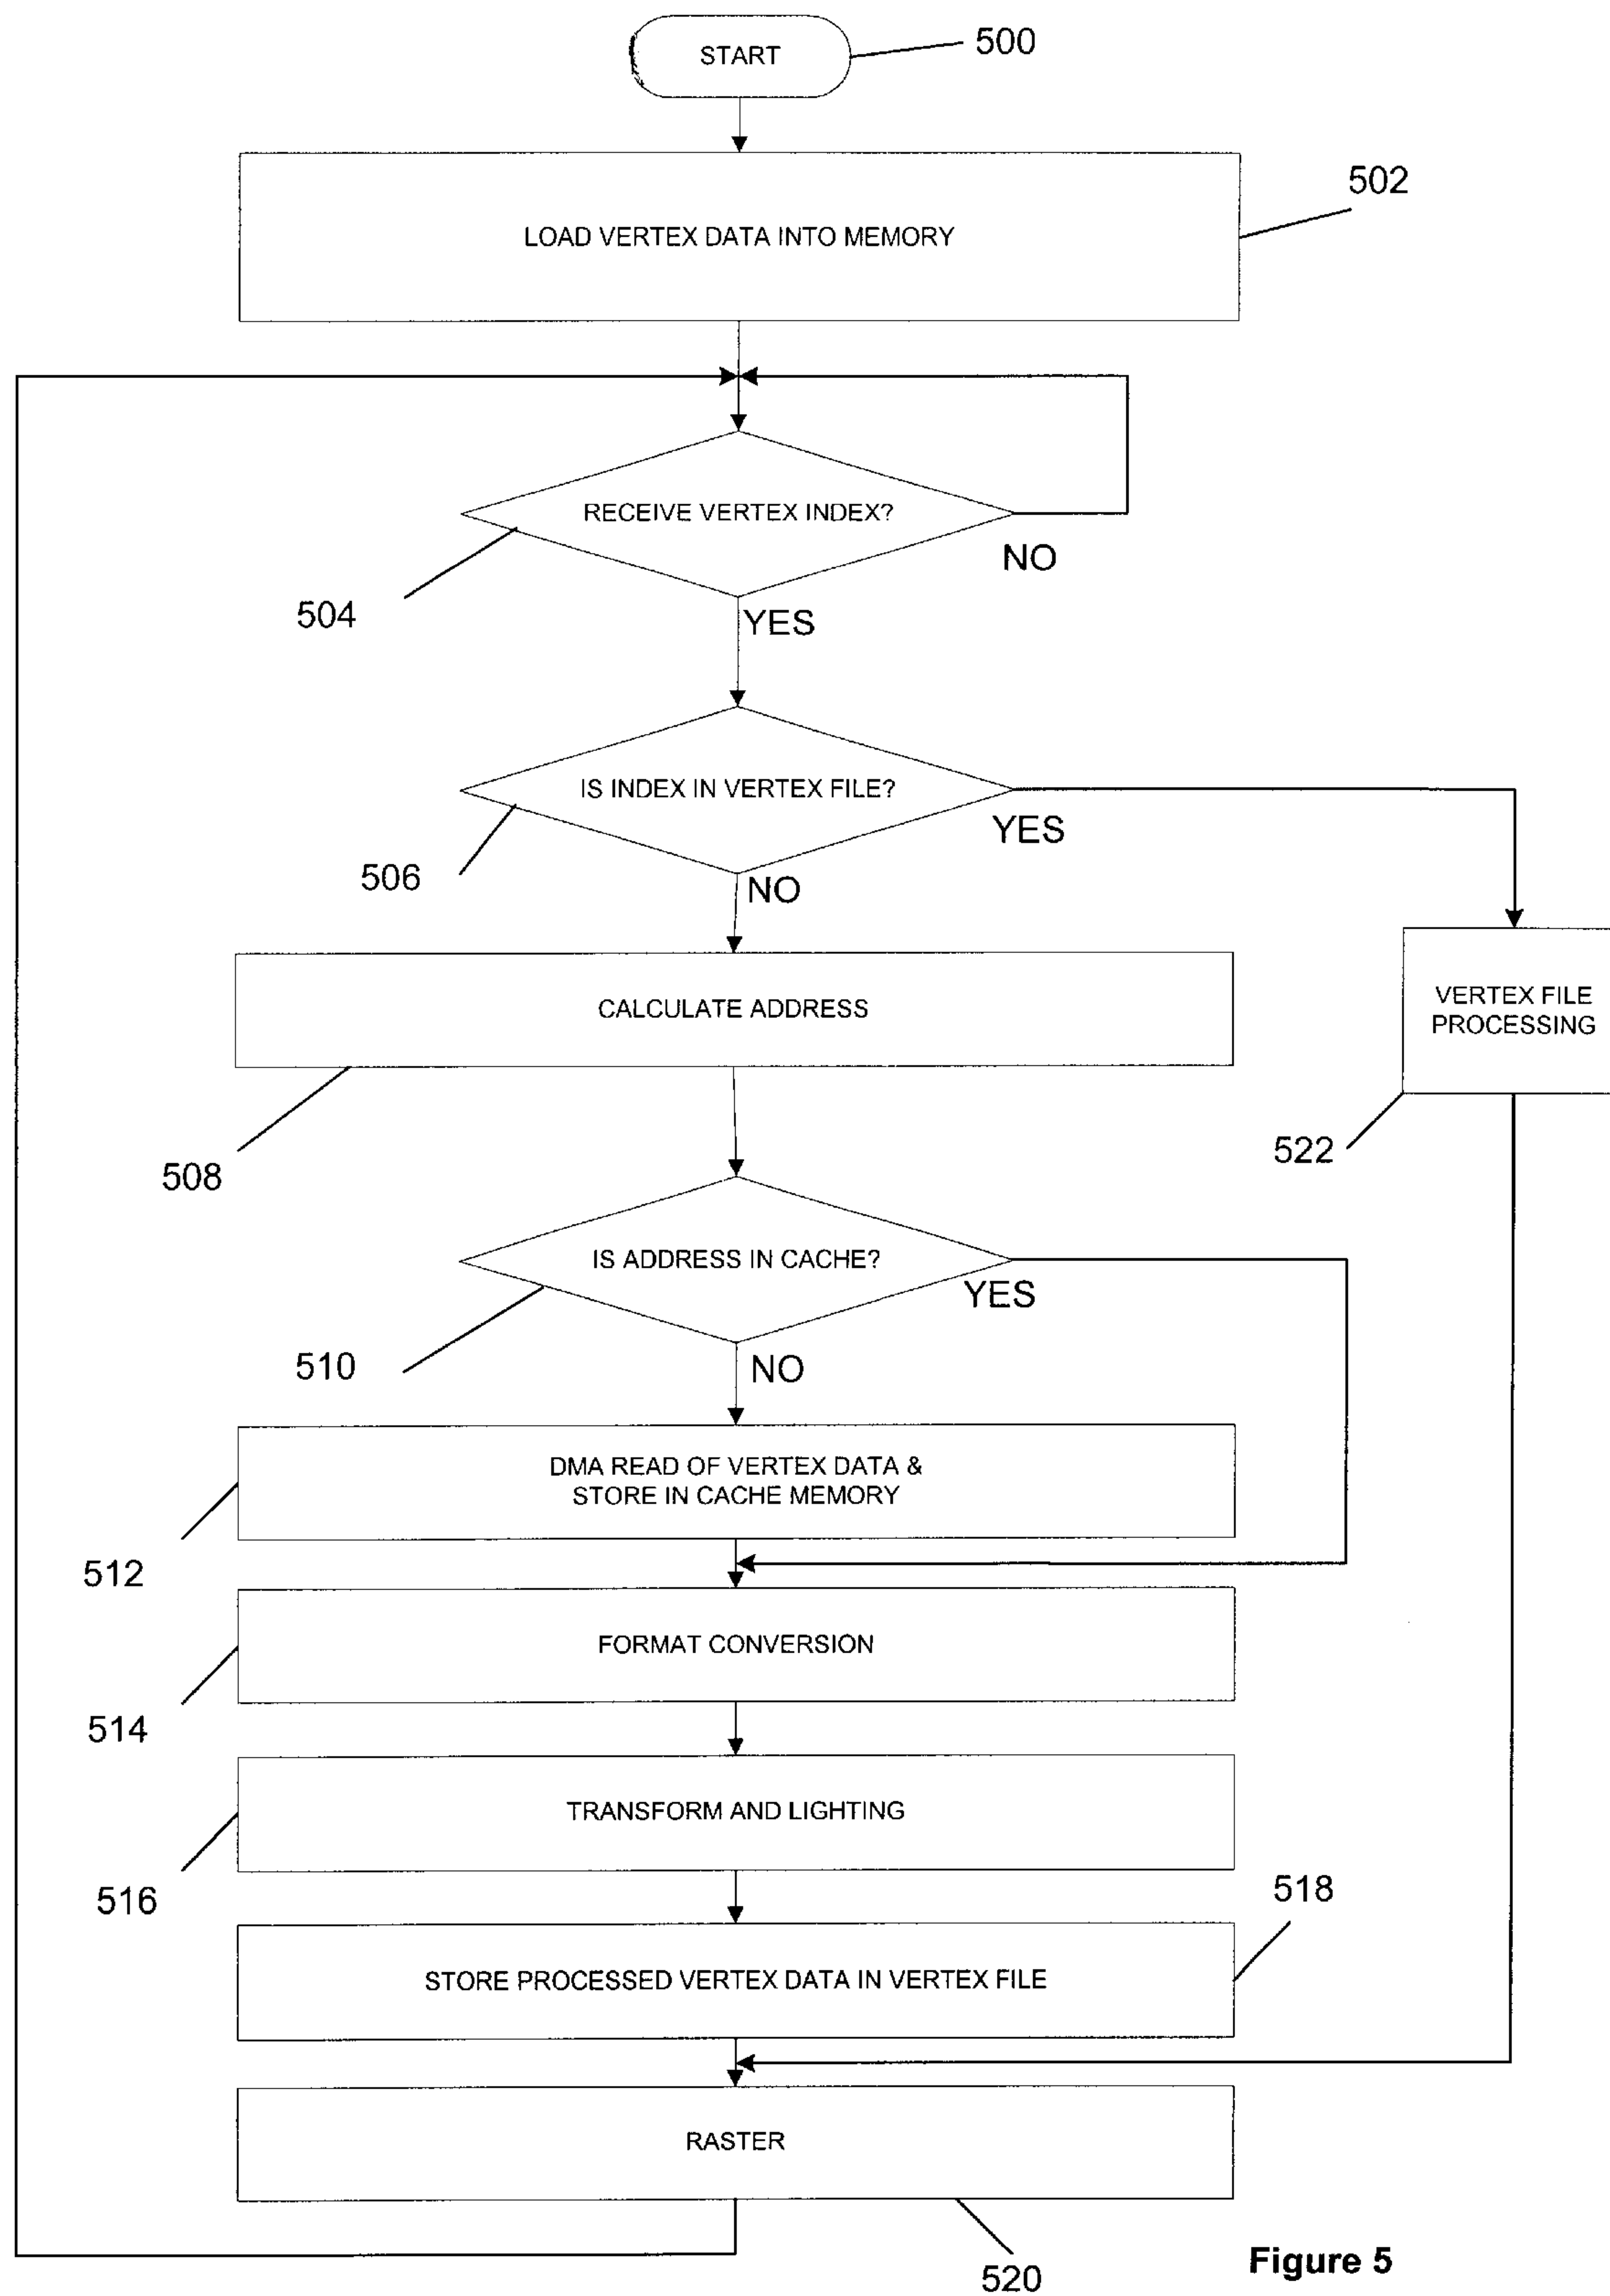 START
500
502
LOAD VERTEX DATA INTO MEMORY
RECEIVE VERTEX INDEX?
NO
504
YES
IS INDEX IN VERTEX FILE?
YES
506
NO
CALCULATE ADDRESS
VERTEX FILE
PROCESSING
522
508
IS ADDRESS IN CACHE?
YES
510
NO
DMA READ OF VERTEX DATA &
STORE IN CACHE MEMORY
512
FORMAT CONVERSION
514
TRANSFORM AND LIGHTING
516
518
STORE PROCESSED VERTEX DATA IN VERTEX FILE
RASTER
520
Figure 5